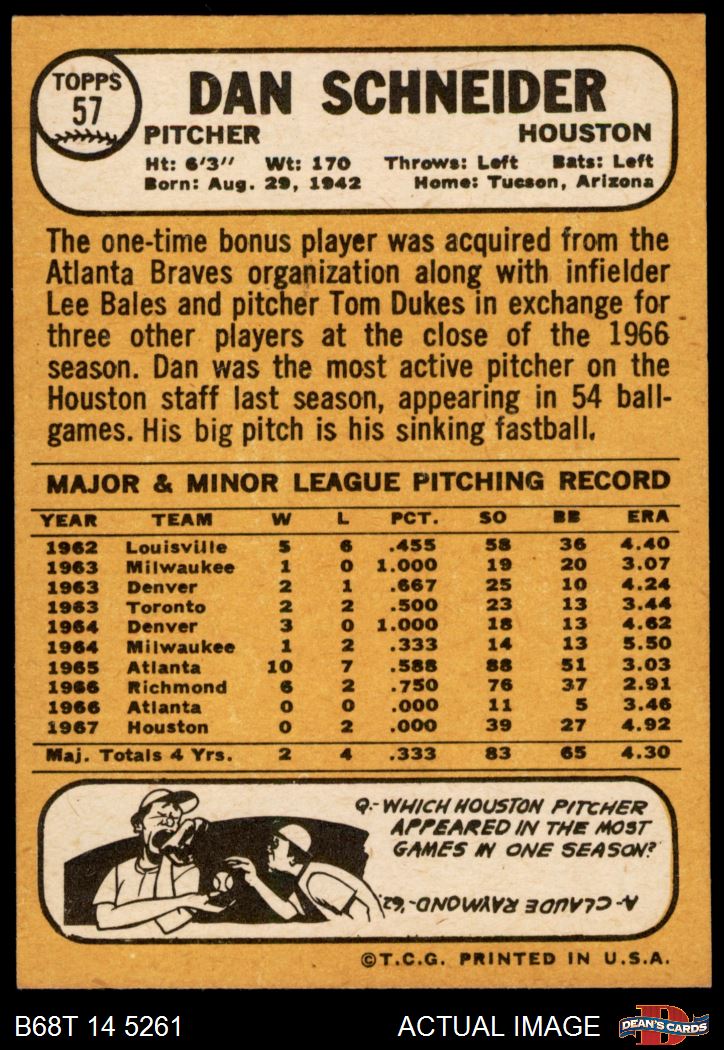 TOPPS
57
DAN SCHNEIDER
PITCHER HOUSTON
Ht: 6'3" Wt: 170 Throws: Left Bats: Left
Born: Aug. 29, 1942 Home: Tucson, Arizona
The one-time bonus player was acquired from the
Atlanta Braves organization along with infielder
Lee Bales and pitcher Tom Dukes in exchange for
three other players at the close of the 1966
season. Dan was the most active pitcher on the
Houston staff last season, appearing in 54 ball-
games. His big pitch is his sinking fastball.
MAJOR & MINOR LEAGUE PITCHING RECORD
YEAR TEAM W L PCT. SO BB ERA
1962 Louisville 5 6 .455 58 36 4.40
1963 Milwaukee 1 0 1.000 19 20 3.07
1963 Denver 2 1 .667 25 10 4.24
1963 Toronto 2 2 .500 23 13 3.44
1964 Denver 3 0 1.000 18 13 4.62
1964 Milwaukee 1 2 .333 14 13 5.50
1965 Atlanta 10 7 .588 88 51 3.03
1966 Richmond 6 2 .750 76 37 2.91
1966 Atlanta 0 0 .000 11 5 3.46
1967 Houston 0 2 .000 39 27 4.92
Maj. Totals 4 Yrs. 2 4 .333 83 65 4.30
Q-WHICH HOUSTON PITCHER
APPEARED IN THE MOST
GAMES IN ONE SEASON?
A-CLAUDE RAYMOND-'62.
©T.C.G. PRINTED IN U.S.A.
B68T 14 5261 ACTUAL IMAGE DEAN'S CARDS